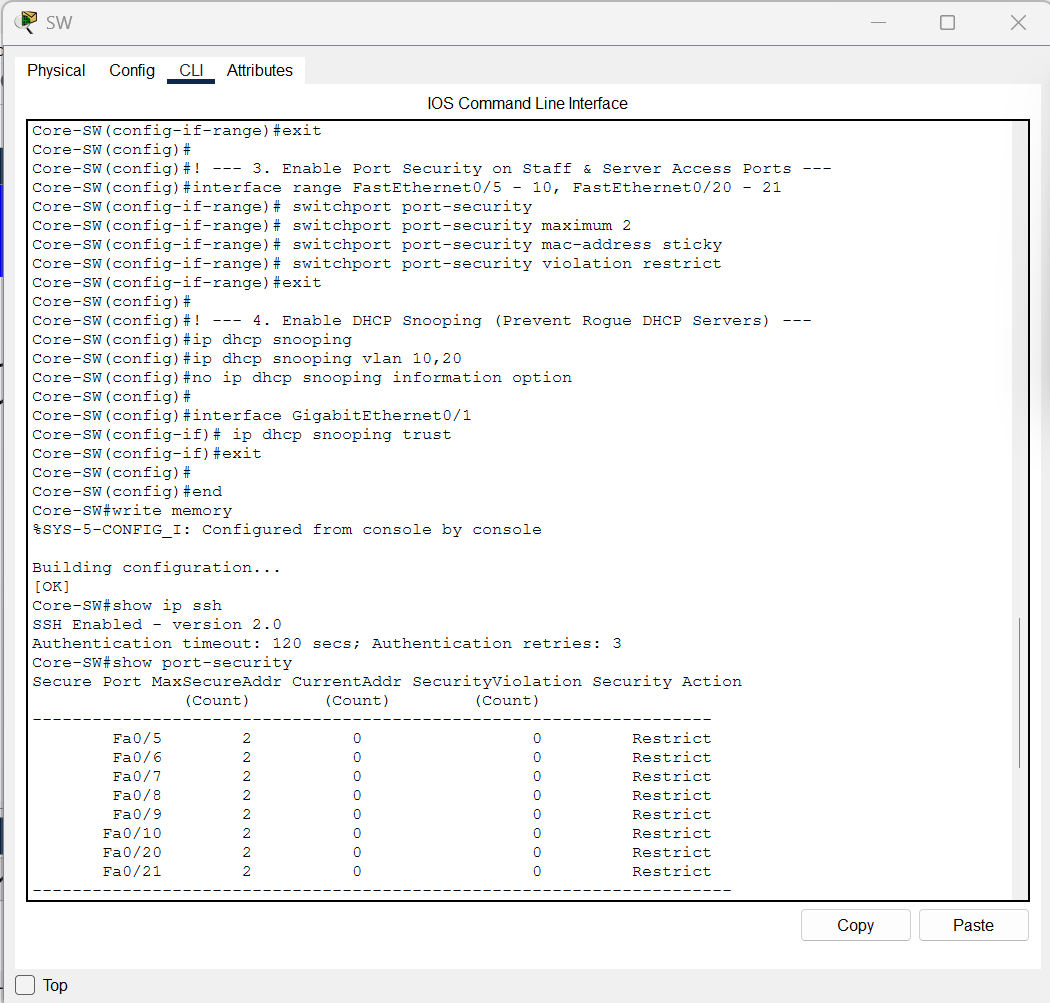 SW
Physical Config CLI Attributes
IOS Command Line Interface
Core-SW(config-if-range)#exit
Core-SW(config)#
Core-SW(config)#! --- 3. Enable Port Security on Staff & Server Access Ports ---
Core-SW(config)#interface range FastEthernet0/5 - 10, FastEthernet0/20 - 21
Core-SW(config-if-range)# switchport port-security
Core-SW(config-if-range)# switchport port-security maximum 2
Core-SW(config-if-range)# switchport port-security mac-address sticky
Core-SW(config-if-range)# switchport port-security violation restrict
Core-SW(config-if-range)#exit
Core-SW(config)#
Core-SW(config)#! --- 4. Enable DHCP Snooping (Prevent Rogue DHCP Servers) ---
Core-SW(config)#ip dhcp snooping
Core-SW(config)#ip dhcp snooping vlan 10,20
Core-SW(config)#no ip dhcp snooping information option
Core-SW(config)#
Core-SW(config)#interface GigabitEthernet0/1
Core-SW(config-if)# ip dhcp snooping trust
Core-SW(config-if)#exit
Core-SW(config)#
Core-SW(config)#end
Core-SW#write memory
%SYS-5-CONFIG_I: Configured from console by console
Building configuration...
[OK]
Core-SW#show ip ssh
SSH Enabled - version 2.0
Authentication timeout: 120 secs; Authentication retries: 3
Core-SW#show port-security
Secure Port MaxSecureAddr CurrentAddr SecurityViolation Security Action
(Count) (Count) (Count)
--------------------------------------------------------------------
Fa0/5 2 0 0 Restrict
Fa0/6 2 0 0 Restrict
Fa0/7 2 0 0 Restrict
Fa0/8 2 0 0 Restrict
Fa0/9 2 0 0 Restrict
Fa0/10 2 0 0 Restrict
Fa0/20 2 0 0 Restrict
Fa0/21 2 0 0 Restrict
----------------------------------------------------------------------
Copy Paste
Top